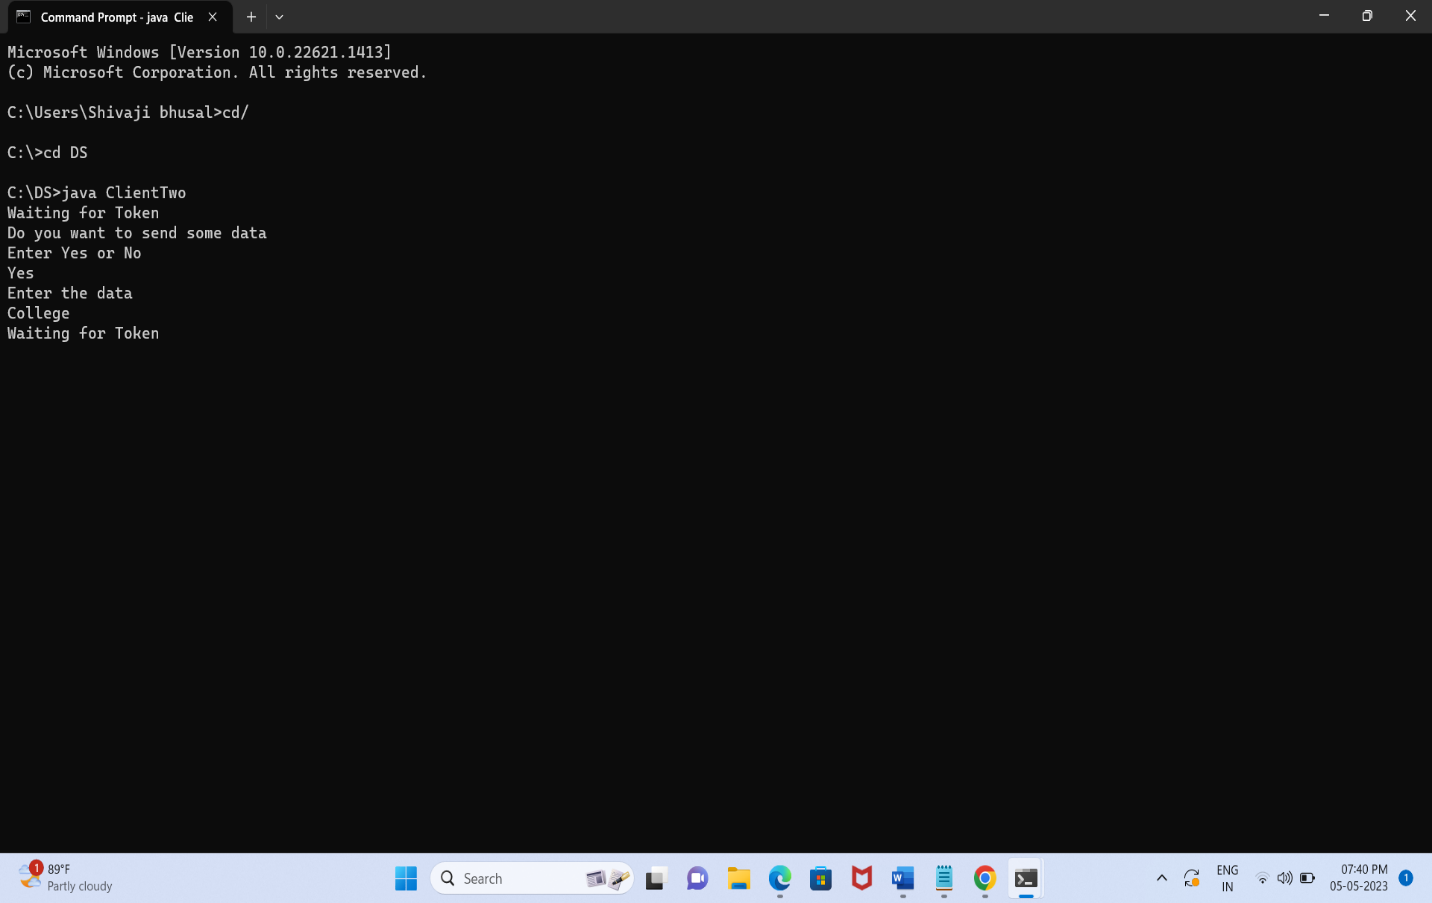 Command Prompt - java Clie
Microsoft Windows [Version 10.0.22621.1413]
(c) Microsoft Corporation. All rights reserved.
C:\Users\Shivaji bhusal>cd/
C:\>cd DS
C:\DS>java ClientTwo
Waiting for Token
Do you want to send some data
Enter Yes or No
Yes
Enter the data
College
Waiting for Token
1
89°F
Partly cloudy
Search
W
ENG
IN
07:40 PM
05-05-2023
1